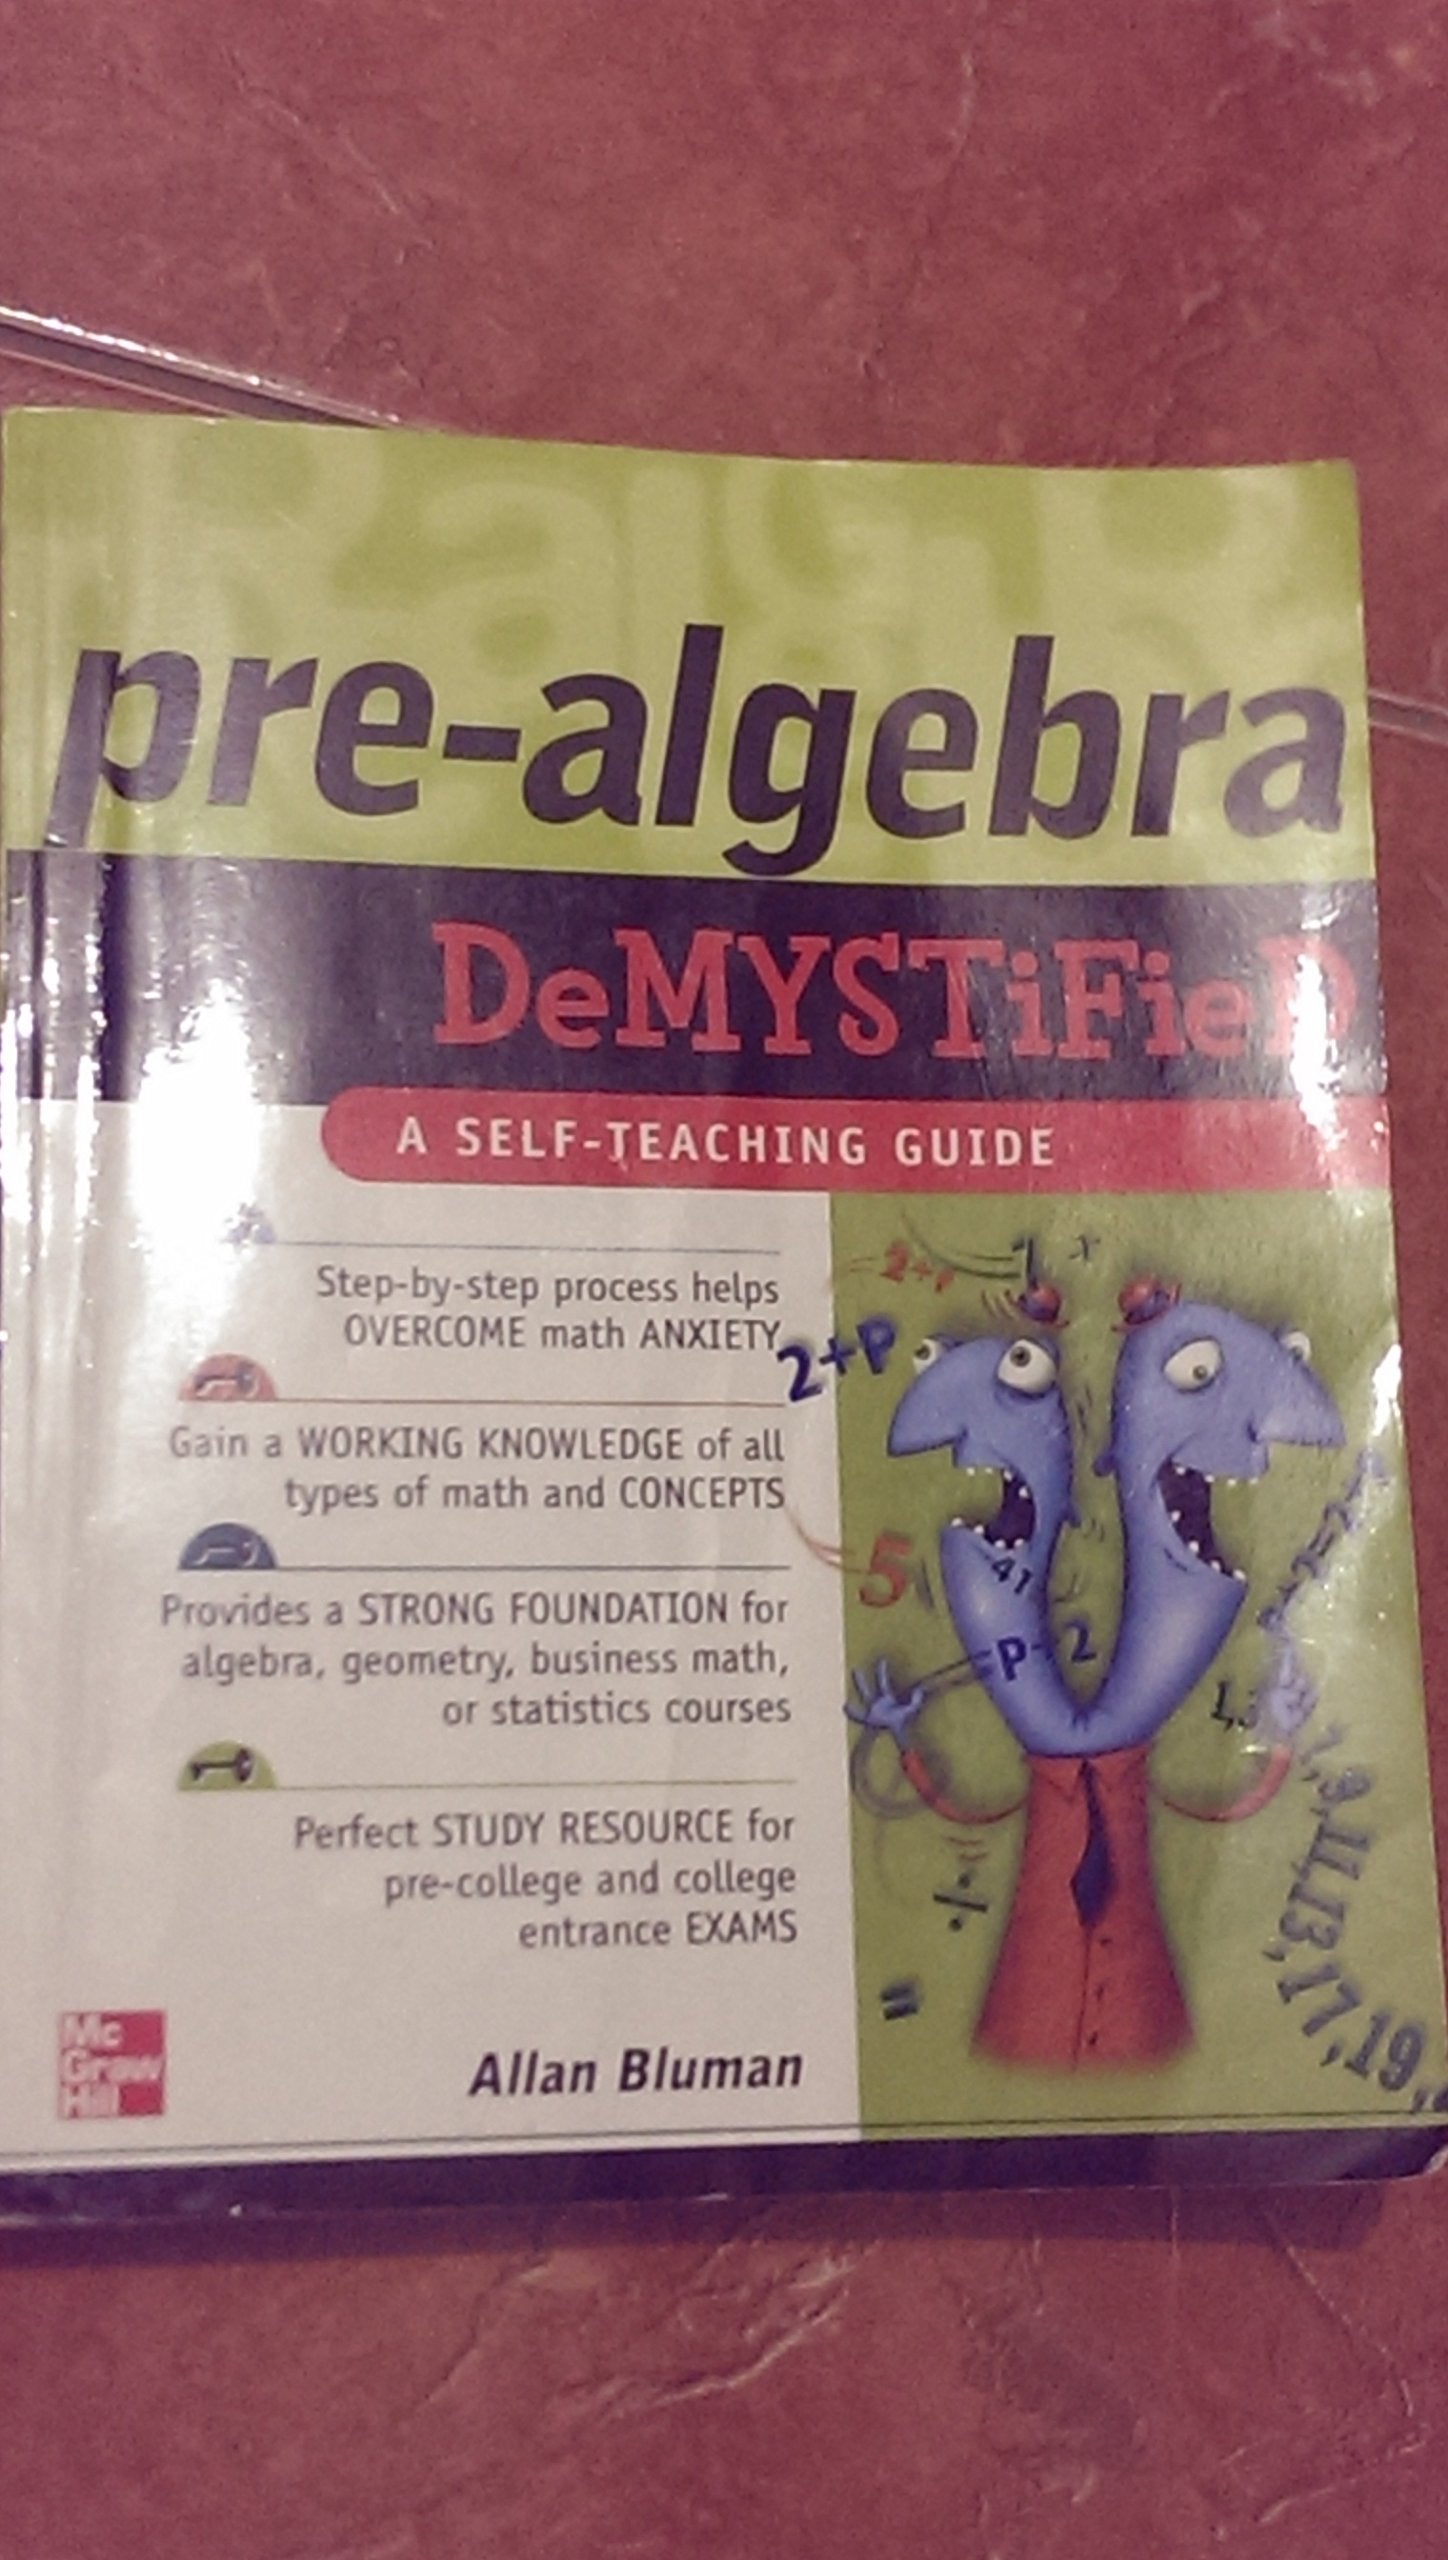 pre-algebra
DeMYSTiFieD
A SELF-TEACHING GUIDE
Step-by-step process helps
OVERCOME math ANXIETY
Gain a WORKING KNOWLEDGE of all
types of math and CONCEPTS
Provides a STRONG FOUNDATION for
algebra, geometry, business math,
or statistics courses
Perfect STUDY RESOURCE for
pre-college and college
entrance EXAMS
Mc
Graw
Hill
Allan Bluman
2+P
5
41
=P-2
=
17,19,